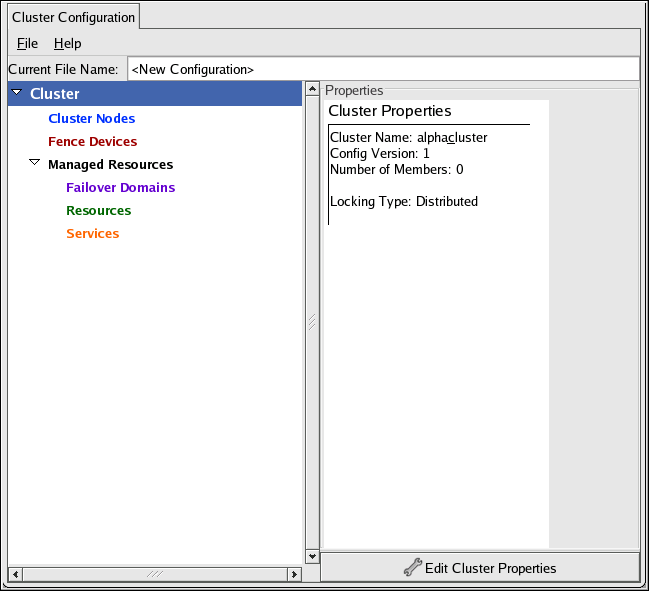 Cluster Configuration
File Help
Current File Name: <New Configuration>
Cluster
Cluster Nodes
Fence Devices
Managed Resources
Failover Domains
Resources
Services
Properties
Cluster Properties
Cluster Name: alphacluster
Config Version: 1
Number of Members: 0
Locking Type: Distributed
Edit Cluster Properties